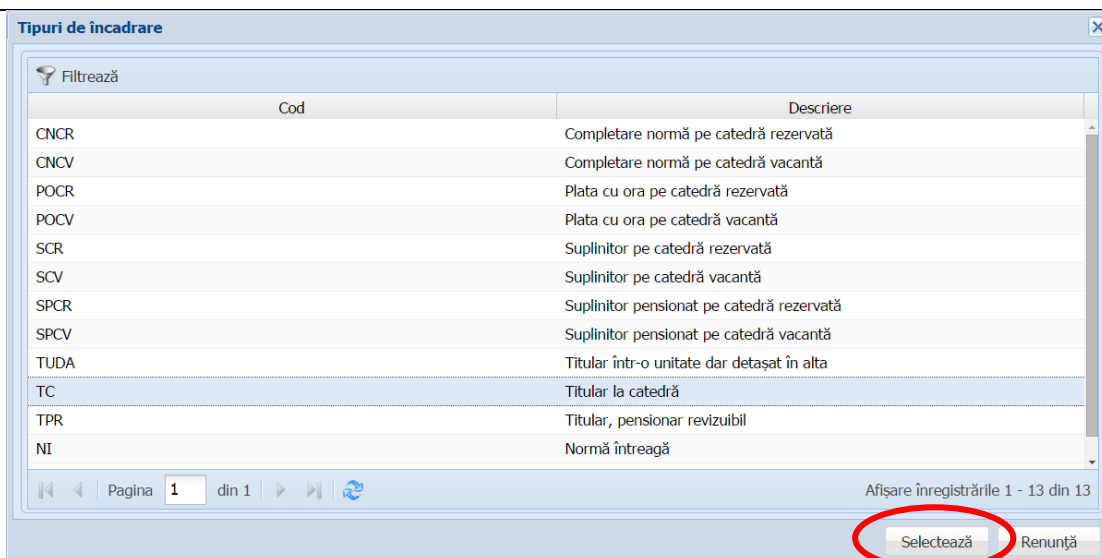 Tipuri de încadrare
Filtrează
Cod Descriere
CNCR Completare normă pe catedră rezervată
CNCV Completare normă pe catedră vacantă
POCR Plata cu ora pe catedră rezervată
POCV Plata cu ora pe catedră vacantă
SCR Suplinitor pe catedră rezervată
SCV Suplinitor pe catedră vacantă
SPCR Suplinitor pensionat pe catedră rezervată
SPCV Suplinitor pensionat pe catedră vacantă
TUDA Titular într-o unitate dar detașat în alta
TC Titular la catedră
TPR Titular, pensionar revizuibil
NI Normă întreagă
Pagina 1 din 1 Afișare înregistrările 1 - 13 din 13
Selectează Renunță